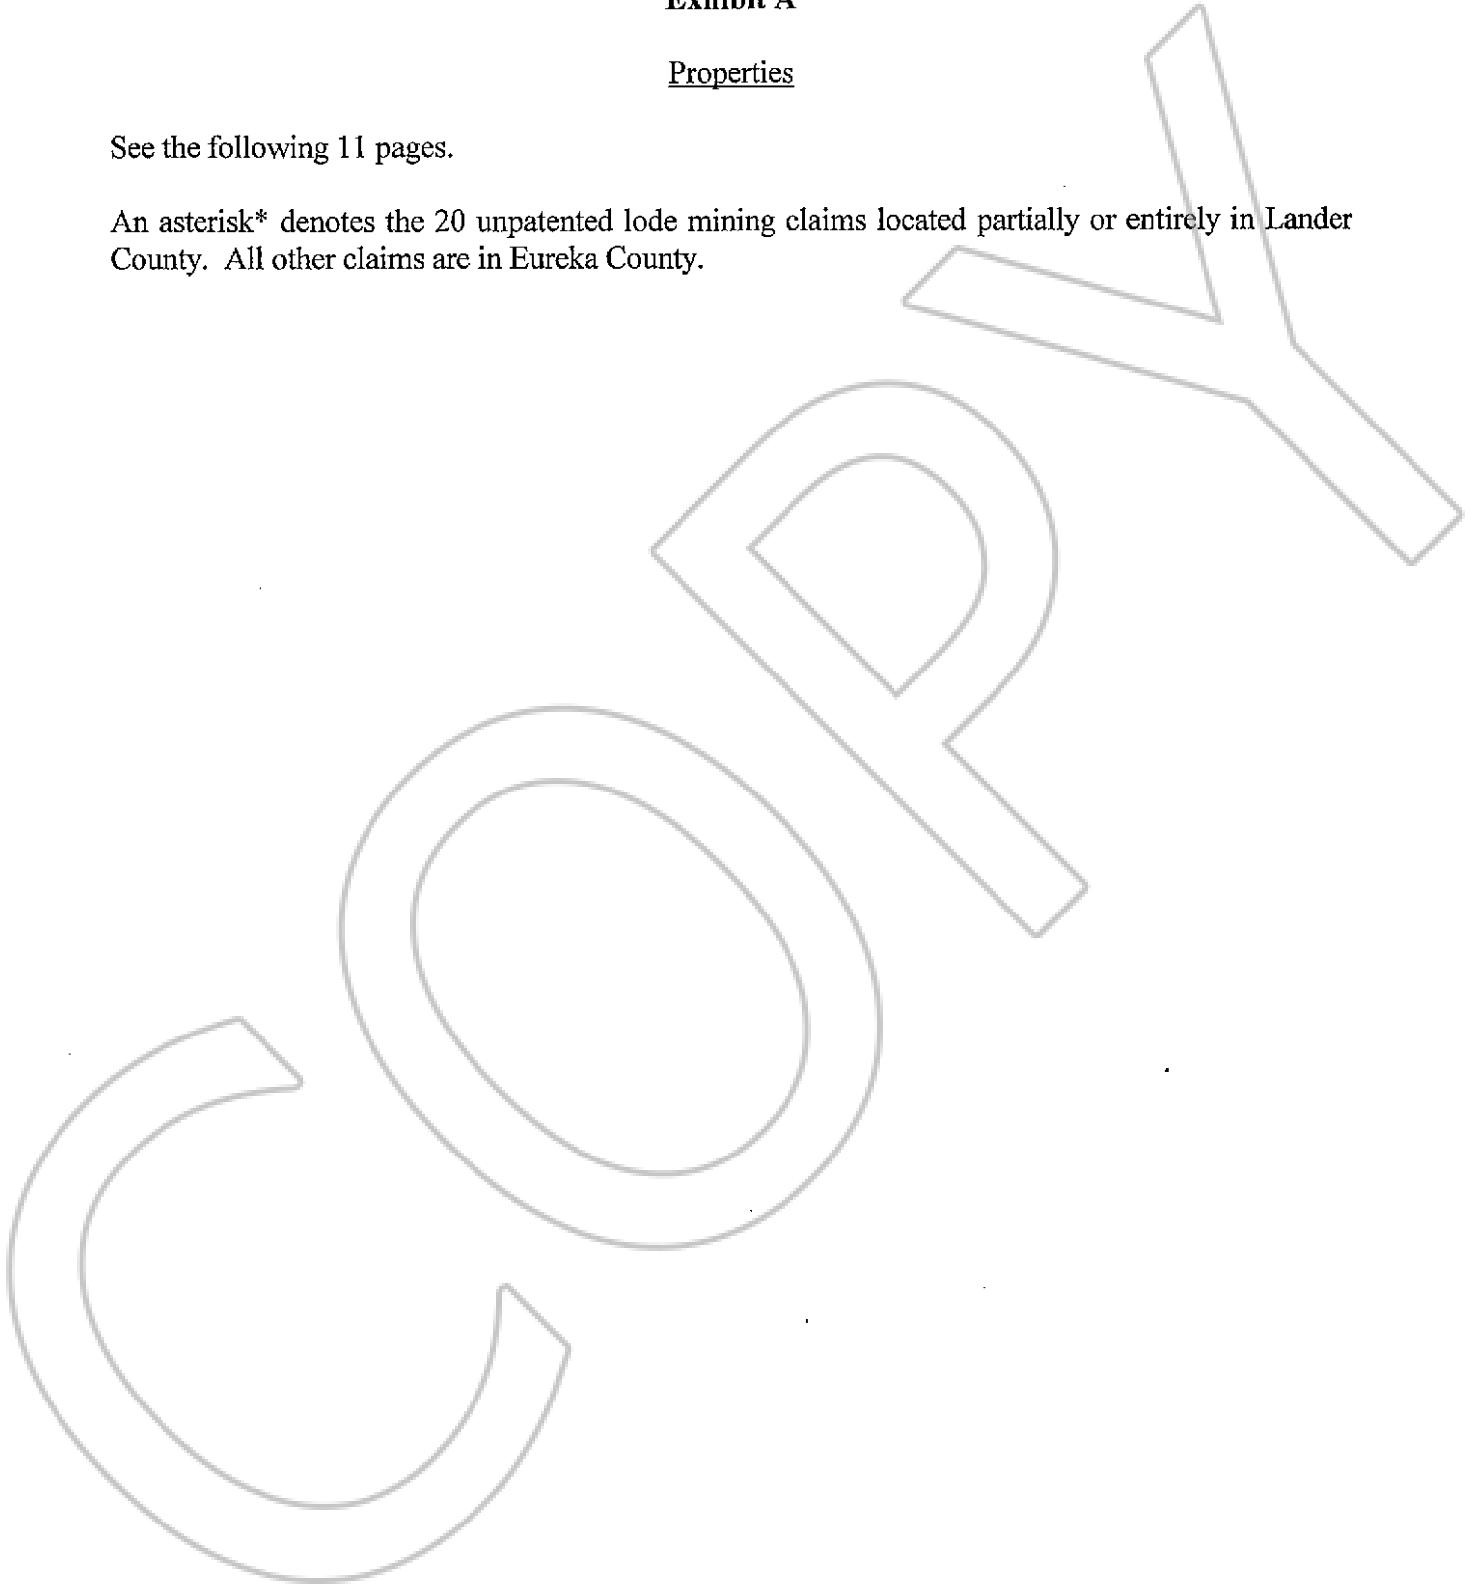 Exhibit A
Properties
See the following 11 pages.
An asterisk* denotes the 20 unpatented lode mining claims located partially or entirely in Lander
County. All other claims are in Eureka County.
COPY